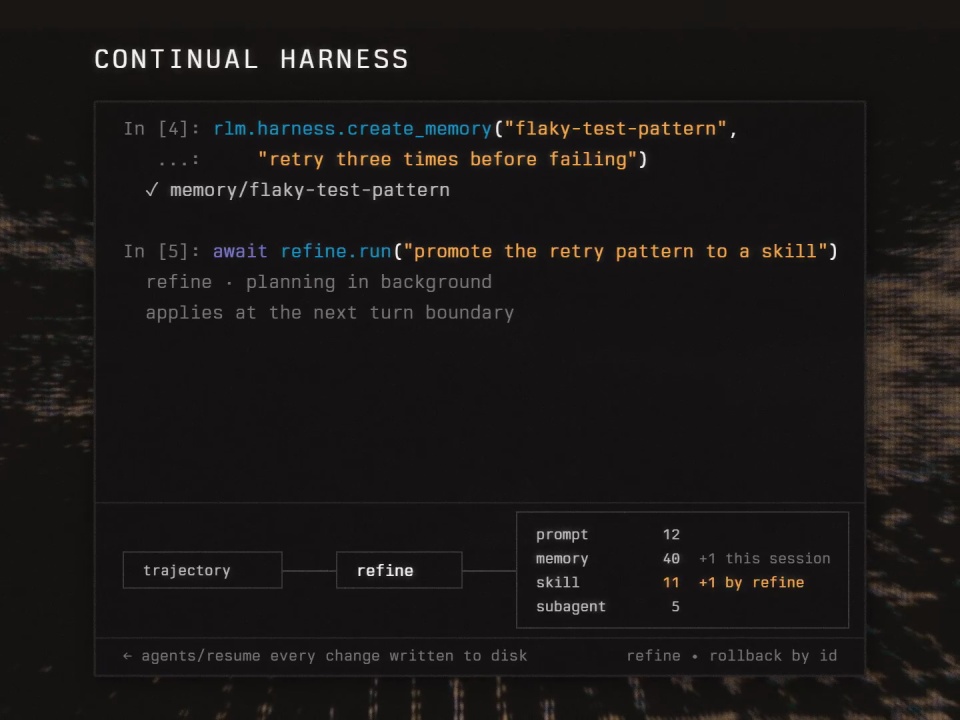 CONTINUAL HARNESS
In [4]: rlm.harness.create_memory("flaky-test-pattern",
...: "retry three times before failing")
✓ memory/flaky-test-pattern
In [5]: await refine.run("promote the retry pattern to a skill")
refine · planning in background
applies at the next turn boundary
trajectory
refine
prompt 12
memory 40 +1 this session
skill 11 +1 by refine
subagent 5
← agents/resume every change written to disk
refine • rollback by id